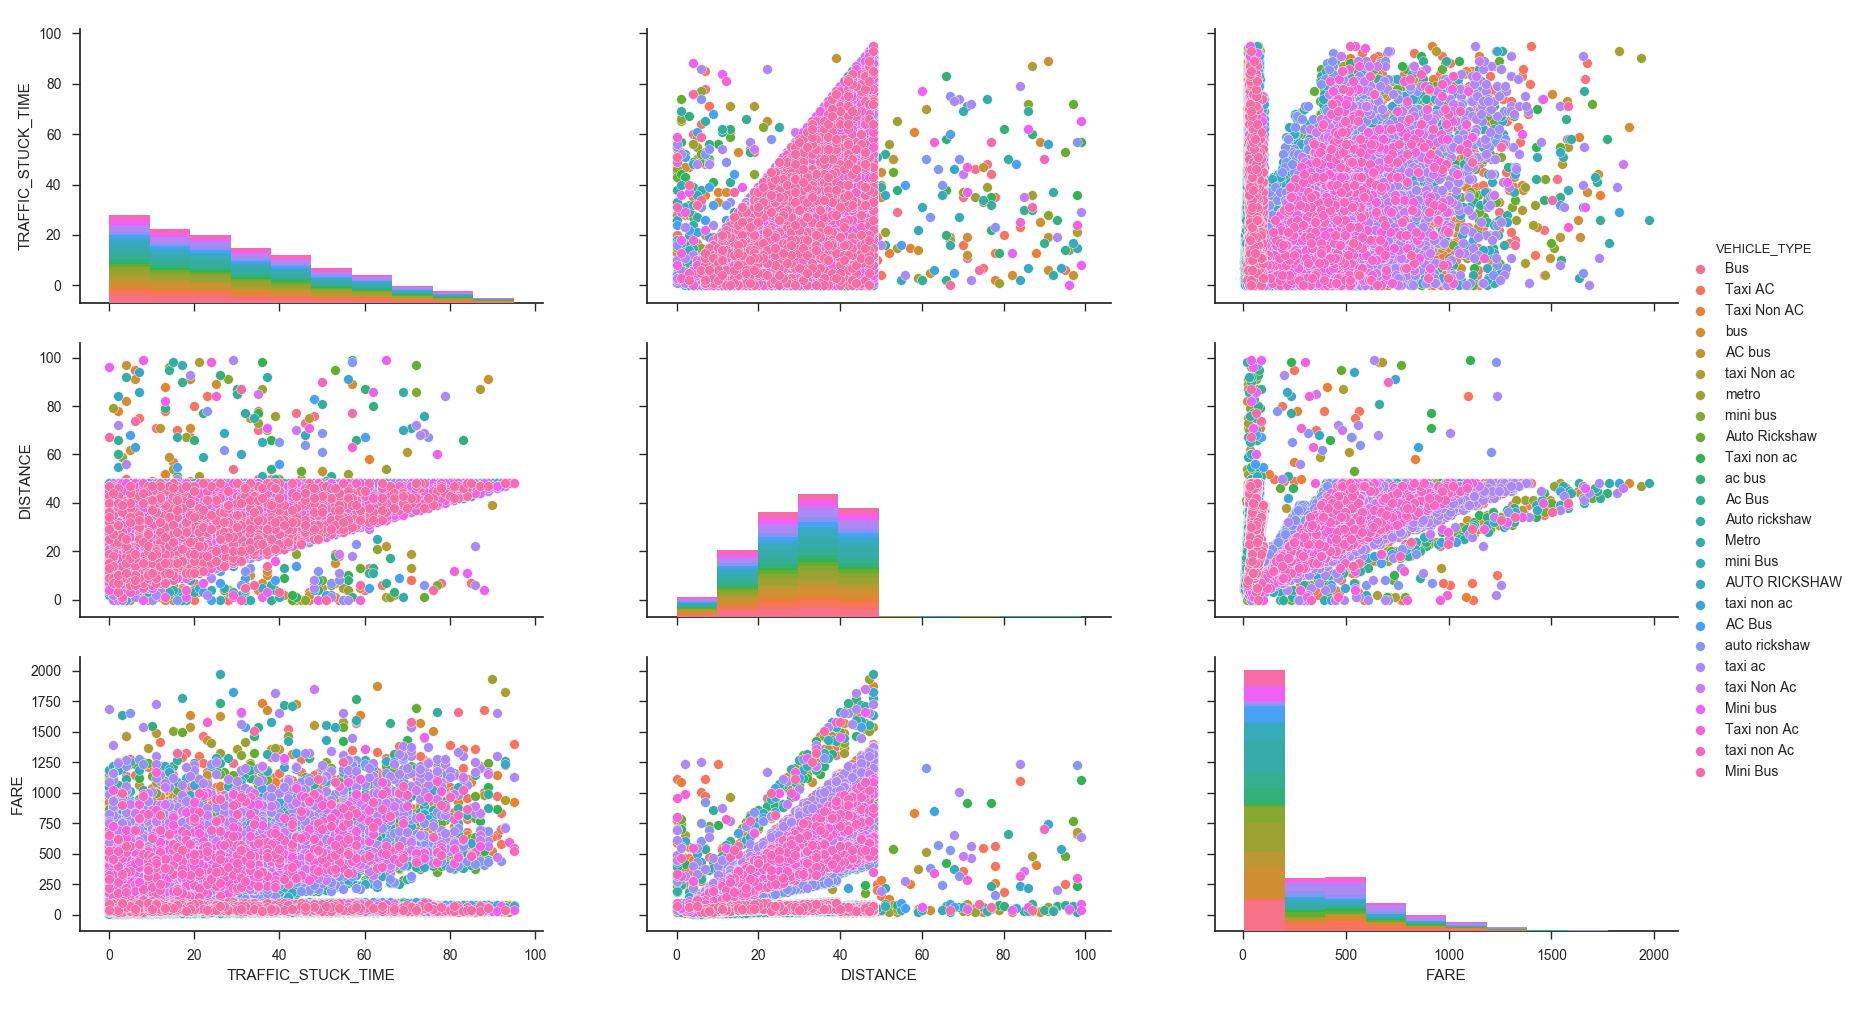 100
80
60
40
20
0
TRAFFIC_STUCK_TIME
0 20 40 60 80 100
0 20 40 60 80 100
0 500 1000 1500 2000
100
80
60
40
20
0
DISTANCE
2000
1750
1500
1250
1000
750
500
250
0
FARE
TRAFFIC_STUCK_TIME
DISTANCE
FARE
VEHICLE_TYPE
Bus
Taxi AC
Taxi Non AC
bus
AC bus
taxi Non ac
metro
mini bus
Auto Rickshaw
Taxi non ac
ac bus
Ac Bus
Auto rickshaw
Metro
mini Bus
AUTO RICKSHAW
taxi non ac
AC Bus
auto rickshaw
taxi ac
taxi Non Ac
Mini bus
Taxi non Ac
taxi non Ac
Mini Bus